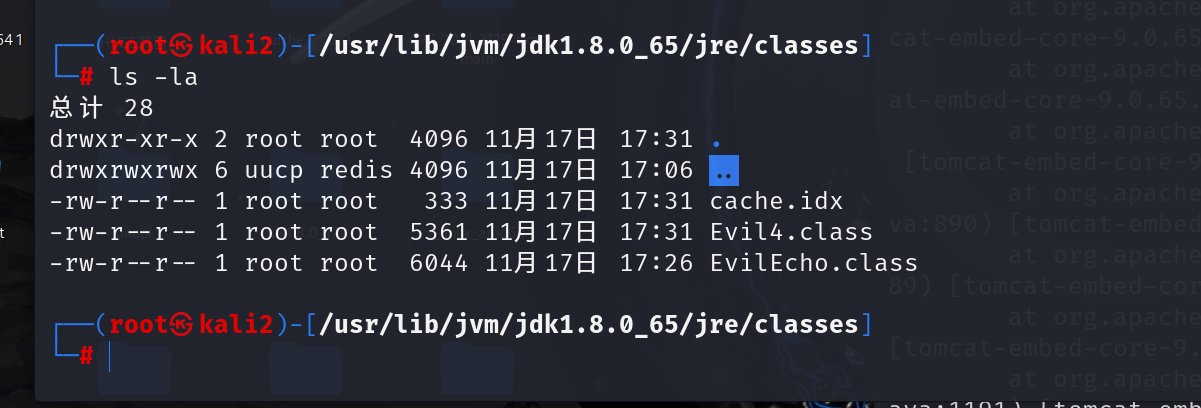 ┌──(root㉿kali2)-[/usr/lib/jvm/jdk1.8.0_65/jre/classes]
└─# ls -la
总计 28
drwxr-xr-x 2 root root  4096 11月17日 17:31 .
drwxrwxrwx 6 uucp redis 4096 11月17日 17:06 ..
-rw-r--r-- 1 root root   333 11月17日 17:31 cache.idx
-rw-r--r-- 1 root root  5361 11月17日 17:31 Evil4.class
-rw-r--r-- 1 root root  6044 11月17日 17:26 EvilEcho.class
┌──(root㉿kali2)-[/usr/lib/jvm/jdk1.8.0_65/jre/classes]
└─#
641
t
at org.apache
cat-embed-core-9.0.65
at org.apache
at-embed-core-9.0.65.
at org.apache
[tomcat-embed-co
at org.apache
va:890) [tomcat-embed-c
at org.apache
89) [tomcat-embed-core
at org.apache
[tomcat-embed-core-9.
at org.apache
ava:1191) [tomcat-emb